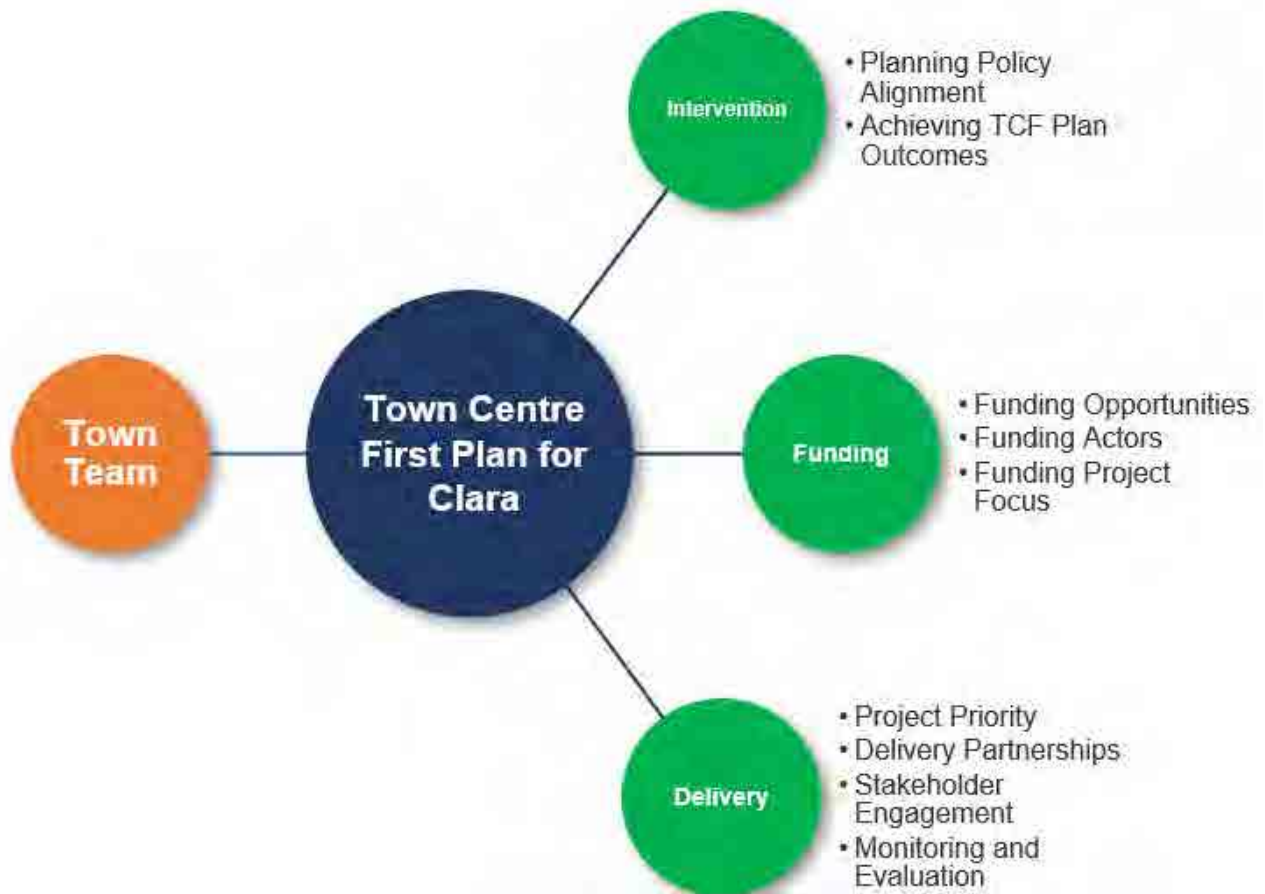 Intervention
• Planning Policy
Alignment
• Achieving TCF Plan
Outcomes
Town
Team
Town Centre
First Plan for
Clara
Funding
• Funding Opportunities
• Funding Actors
• Funding Project
Focus
Delivery
• Project Priority
• Delivery Partnerships
• Stakeholder
Engagement
• Monitoring and
Evaluation